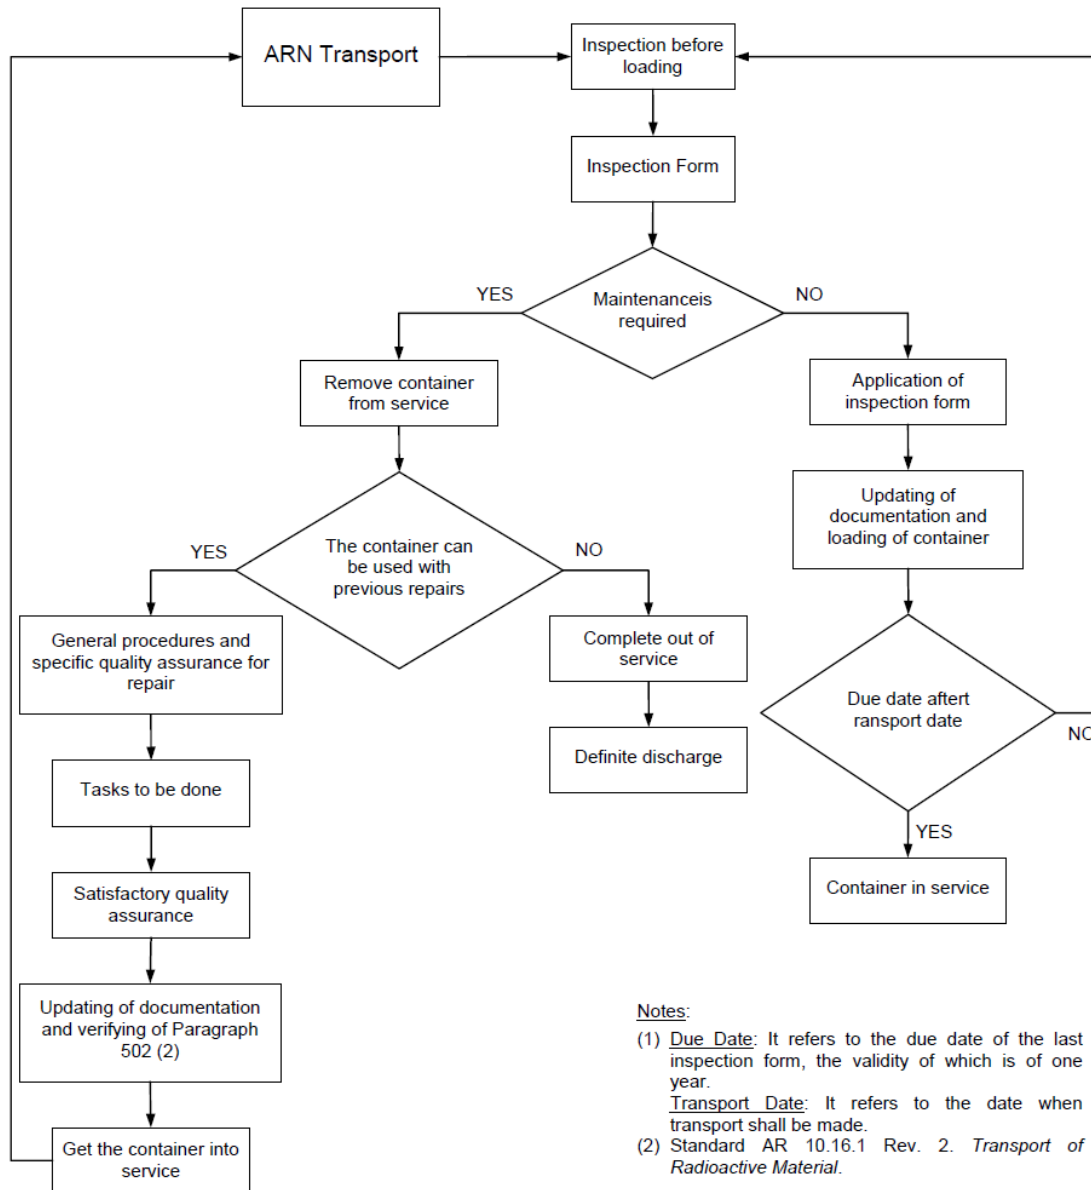 ARN Transport
Inspection before
loading
Inspection Form
YES
Maintenanceis
required
NO
Remove container
from service
Application of
inspection form
Updating of
documentation and
loading of container
YES
The container can
be used with
previous repairs
NO
General procedures and
specific quality assurance for
repair
Complete out of
service
Due date aftert
ransport date
NO
Definite discharge
Tasks to be done
YES
Container in service
Satisfactory quality
assurance
Updating of documentation
and verifying of Paragraph
502 (2)
Get the container into
service
Notes:
(1) Due Date: It refers to the due date of the last
inspection form, the validity of which is of one
year.
Transport Date: It refers to the date when
transport shall be made.
(2) Standard AR 10.16.1 Rev. 2. Transport of
Radioactive Material.